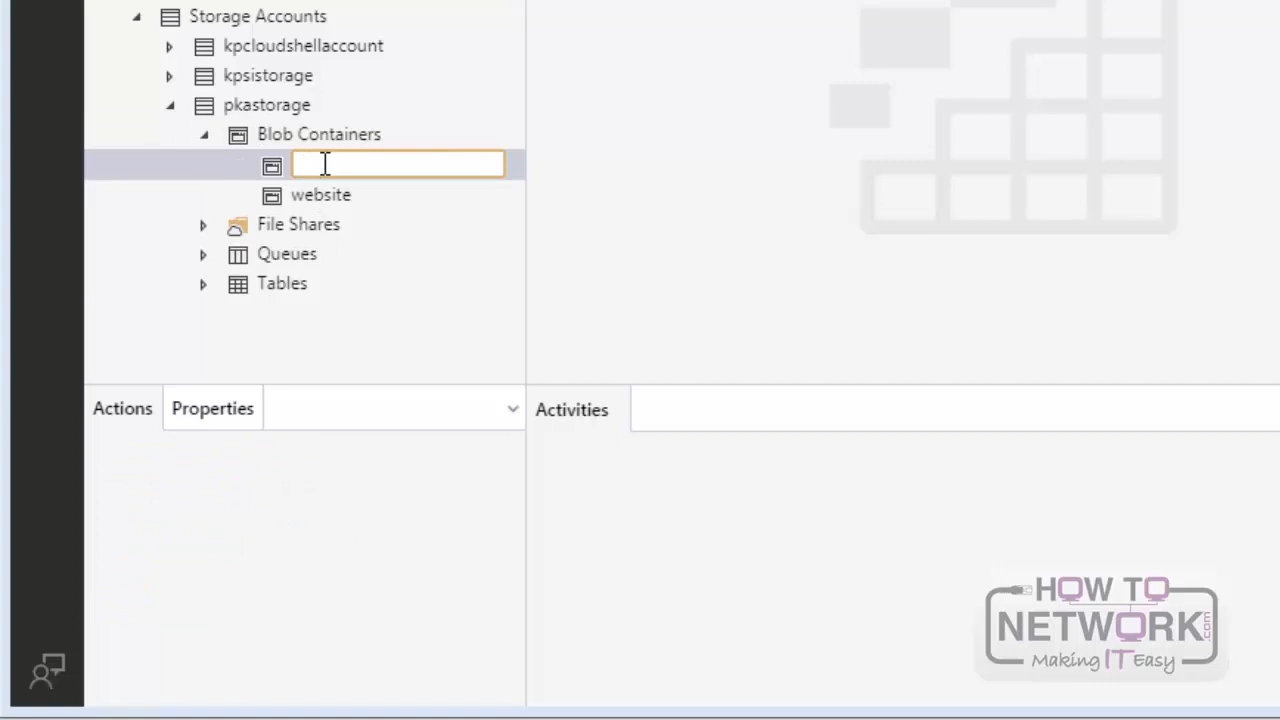 Storage Accounts
kpcloudshellaccount
kpsistorage
pkastorage
Blob Containers
website
File Shares
Queues
Tables
Actions Properties
Activities
HOW TO
NETWORK.com
Making IT Easy